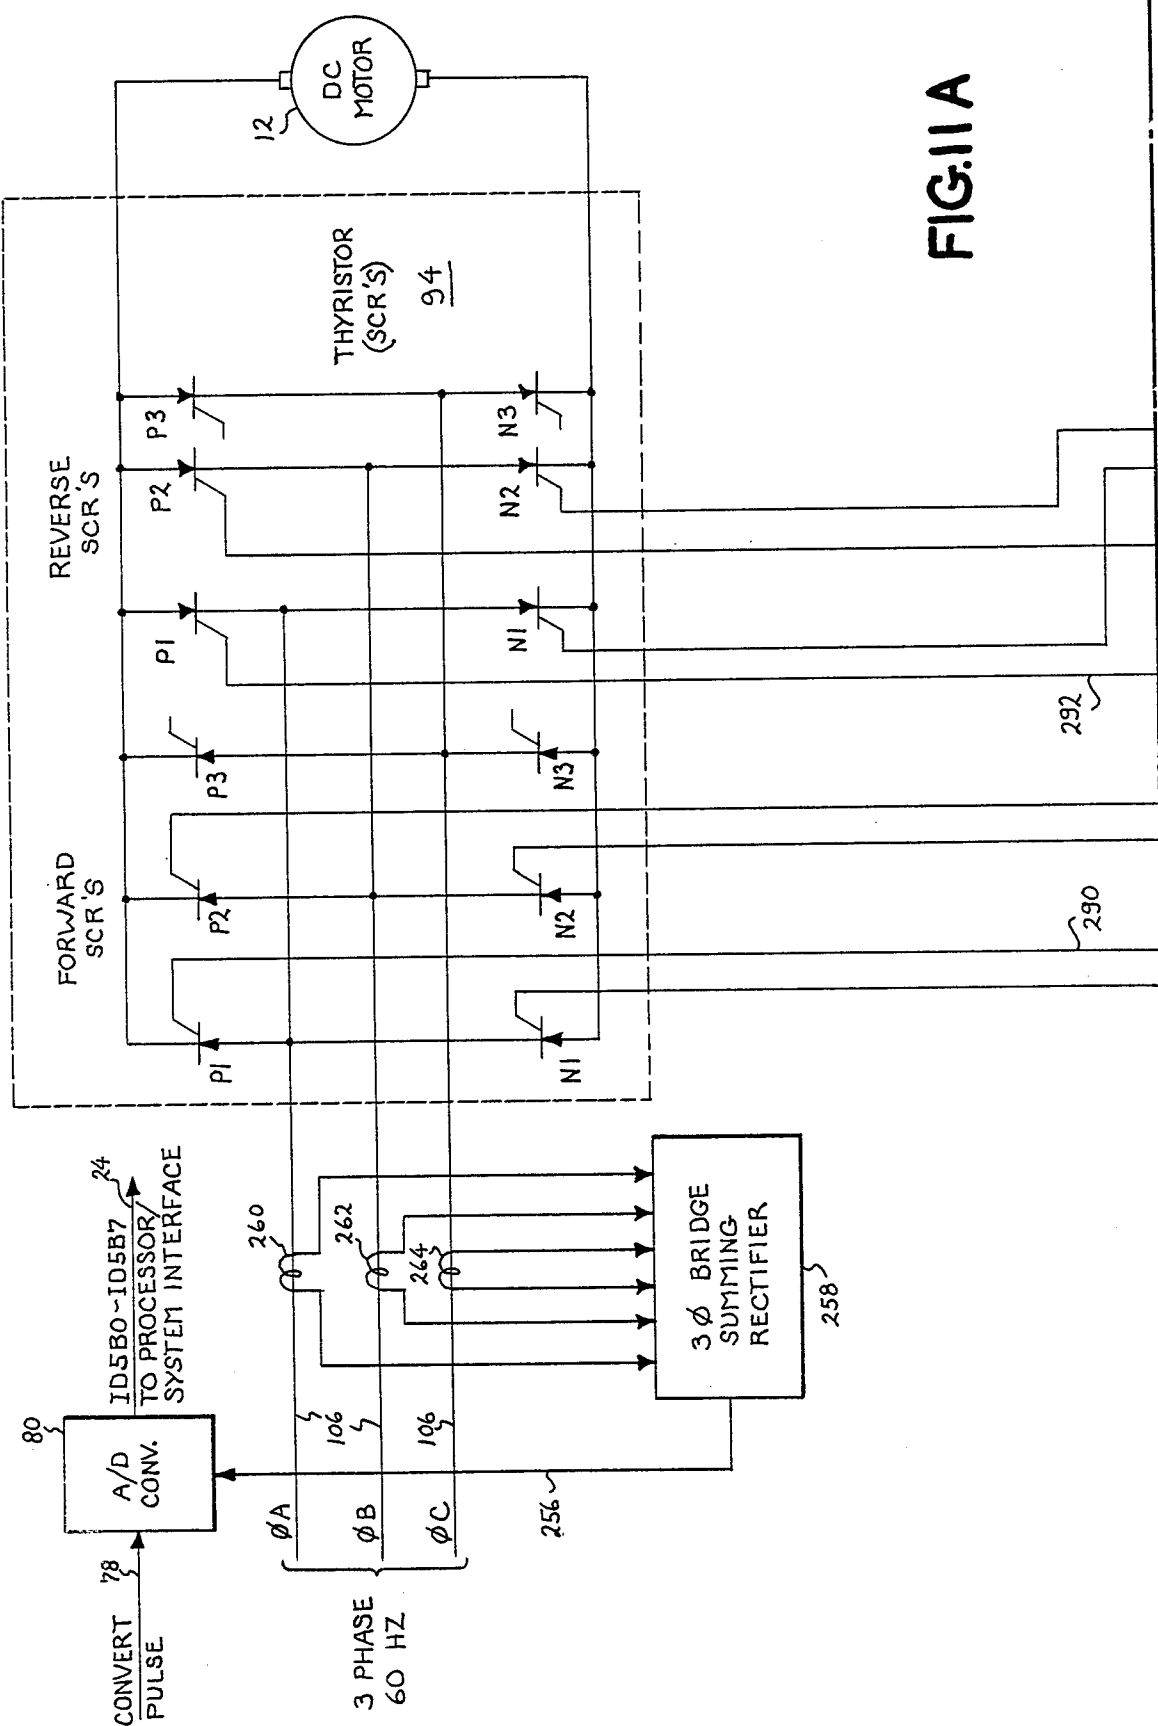 CONVERT
PULSE
78
80
A/D
CONV.
ID5B0-ID5B7
TO PROCESSOR/
SYSTEM INTERFACE
24
3 PHASE
60 HZ
ØA
ØB
ØC
106
106
260
262
264
256
3Ø BRIDGE
SUMMING
RECTIFIER
258
FORWARD
SCR'S
REVERSE
SCR'S
P1
P2
P3
P1
P2
P3
N1
N2
N3
N1
N2
N3
THYRISTOR
(SCR'S)
94
12
DC
MOTOR
290
292
FIG.11A